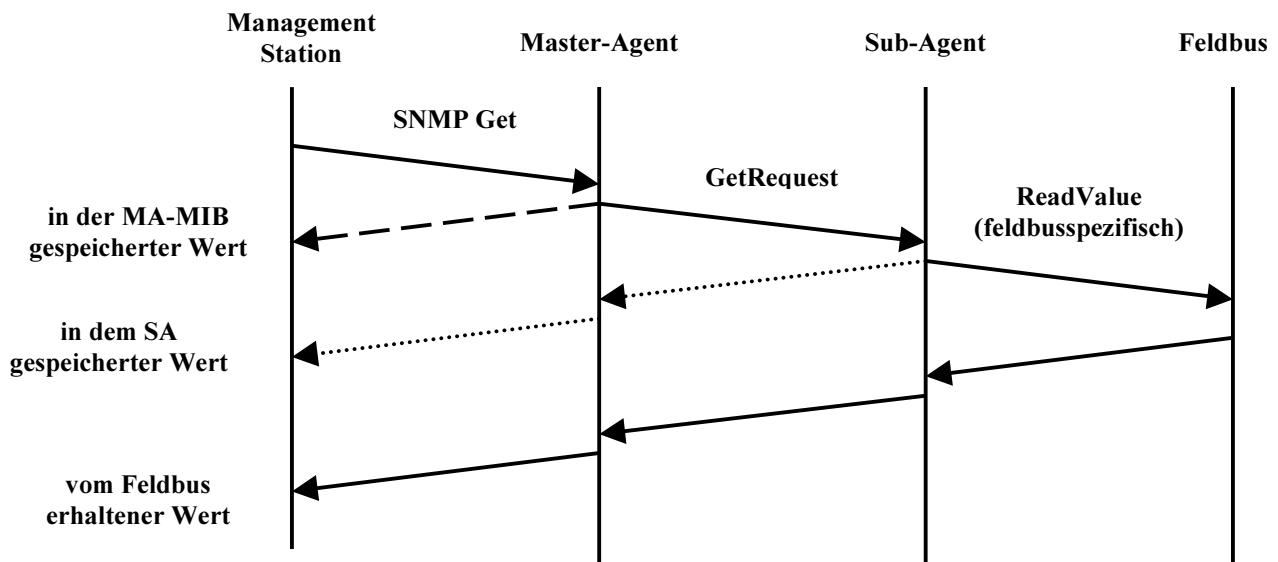 Management
Station
Master-Agent
Sub-Agent
Feldbus
SNMP Get
GetRequest
ReadValue
(feldbusspezifisch)
in der MA-MIB
gespeicherter Wert
in dem SA
gespeicherter Wert
vom Feldbus
erhaltener Wert